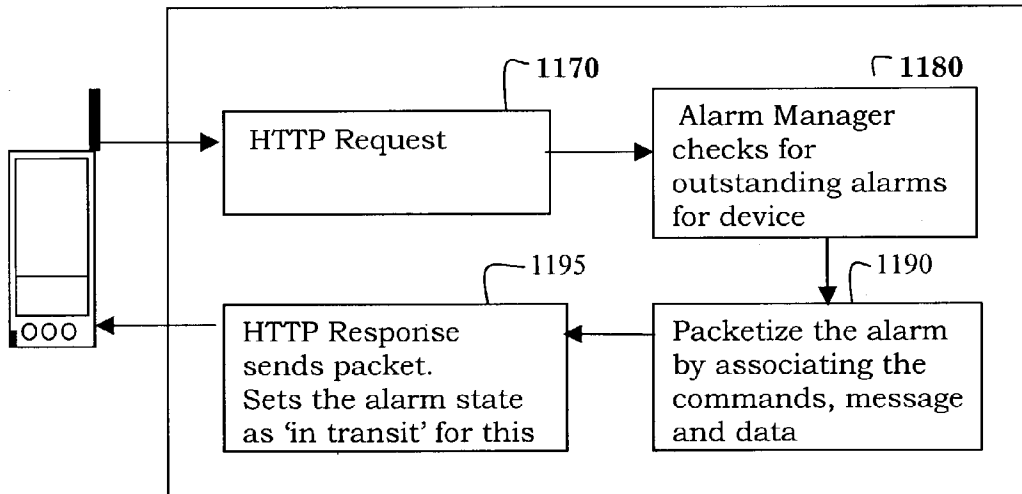 1170
HTTP Request
1180
Alarm Manager
checks for
outstanding alarms
for device
1195
HTTP Response
sends packet.
Sets the alarm state
as ‘in transit’ for this
1190
Packetize the alarm
by associating the
commands, message
and data